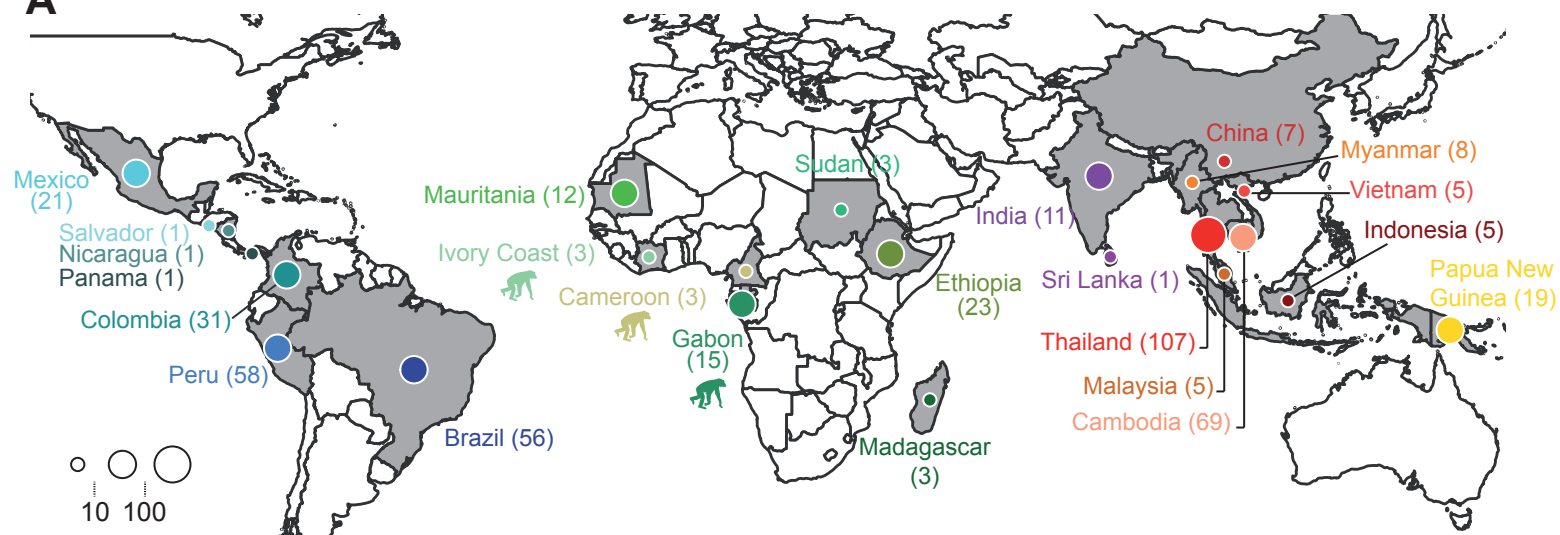 A
China (7)
Myanmar (8)
Sudan (3)
Mexico
(21)
Mauritania (12)
Vietnam (5)
India (11)
Salvador (1)
Nicaragua (1)
Panama (1)
Ivory Coast (3)
Indonesia (5)
Papua New
Guinea (19)
Sri Lanka (1)
Ethiopia
(23)
Cameroon (3)
Colombia (31)
Gabon
(15)
Thailand (107)
Peru (58)
Malaysia (5)
Cambodia (69)
Brazil (56)
Madagascar
(3)
10 100